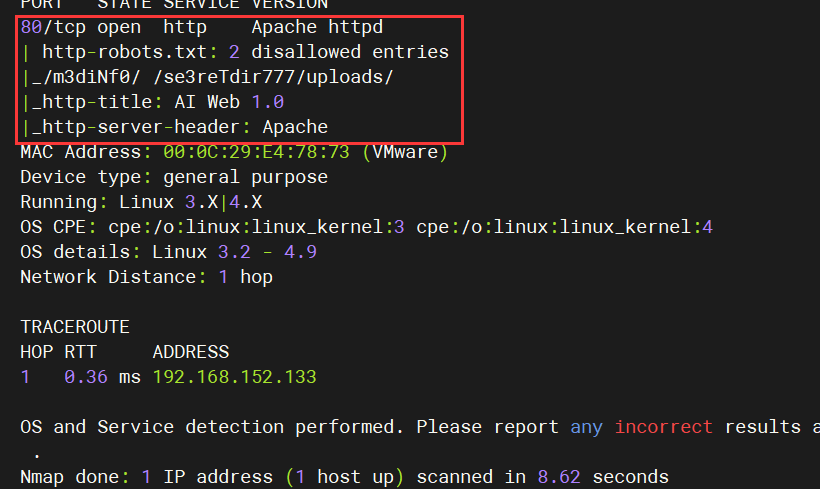 PORT STATE SERVICE VERSION
80/tcp open http Apache httpd
| http-robots.txt: 2 disallowed entries
|_/m3diNf0/ /se3reTdir777/uploads/
|_http-title: AI Web 1.0
|_http-server-header: Apache
MAC Address: 00:0C:29:E4:78:73 (VMware)
Device type: general purpose
Running: Linux 3.X|4.X
OS CPE: cpe:/o:linux:linux_kernel:3 cpe:/o:linux:linux_kernel:4
OS details: Linux 3.2 - 4.9
Network Distance: 1 hop
TRACEROUTE
HOP RTT ADDRESS
1 0.36 ms 192.168.152.133
OS and Service detection performed. Please report any incorrect results a
.
Nmap done: 1 IP address (1 host up) scanned in 8.62 seconds